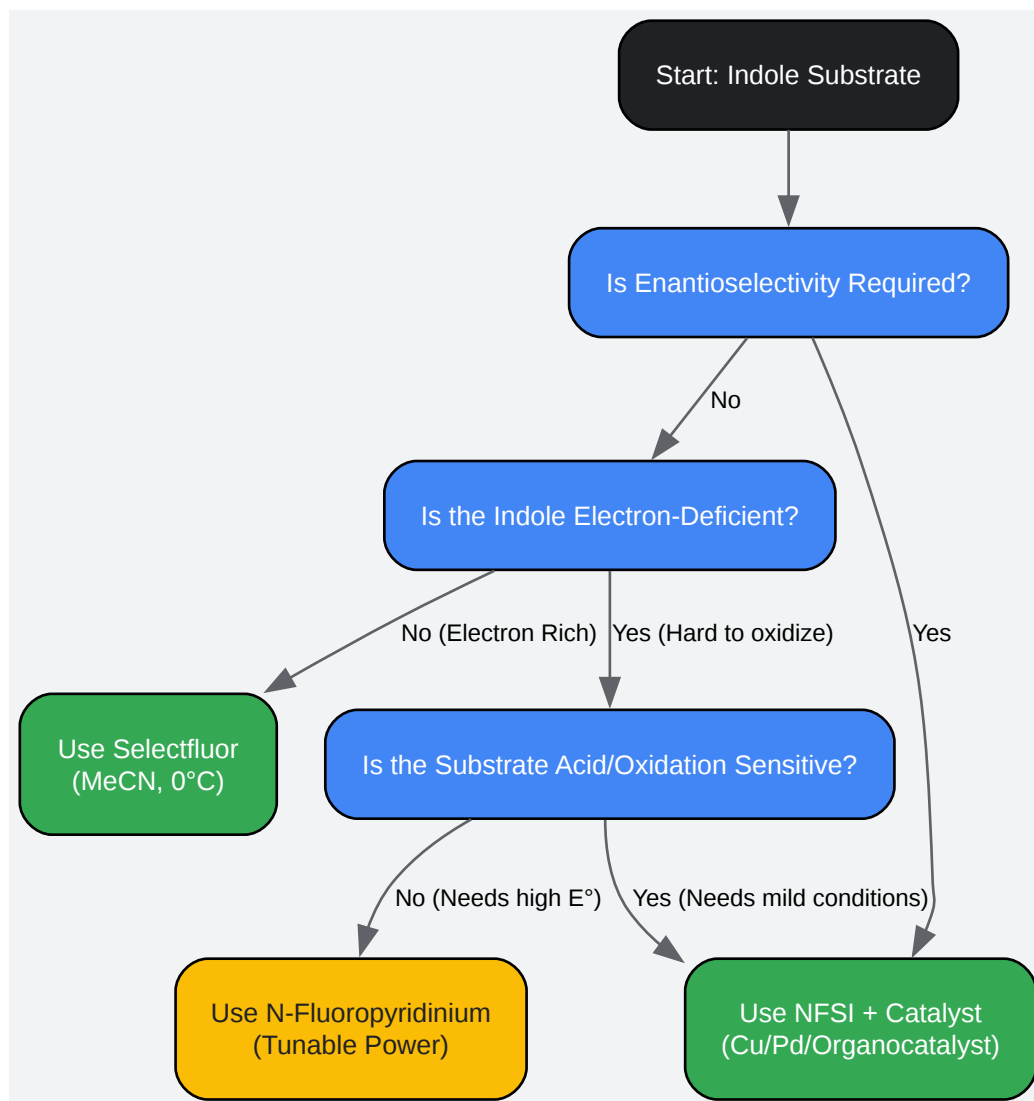 Start: Indole Substrate
Is Enantioselectivity Required?
No
Is the Indole Electron-Deficient?
No (Electron Rich)
Yes (Hard to oxidize)
Yes
Use Selectfluor
(MeCN, 0°C)
Is the Substrate Acid/Oxidation Sensitive?
No (Needs high E°)
Yes (Needs mild conditions)
Use N-Fluoropyridinium
(Tunable Power)
Use NFSI + Catalyst
(Cu/Pd/Organocatalyst)